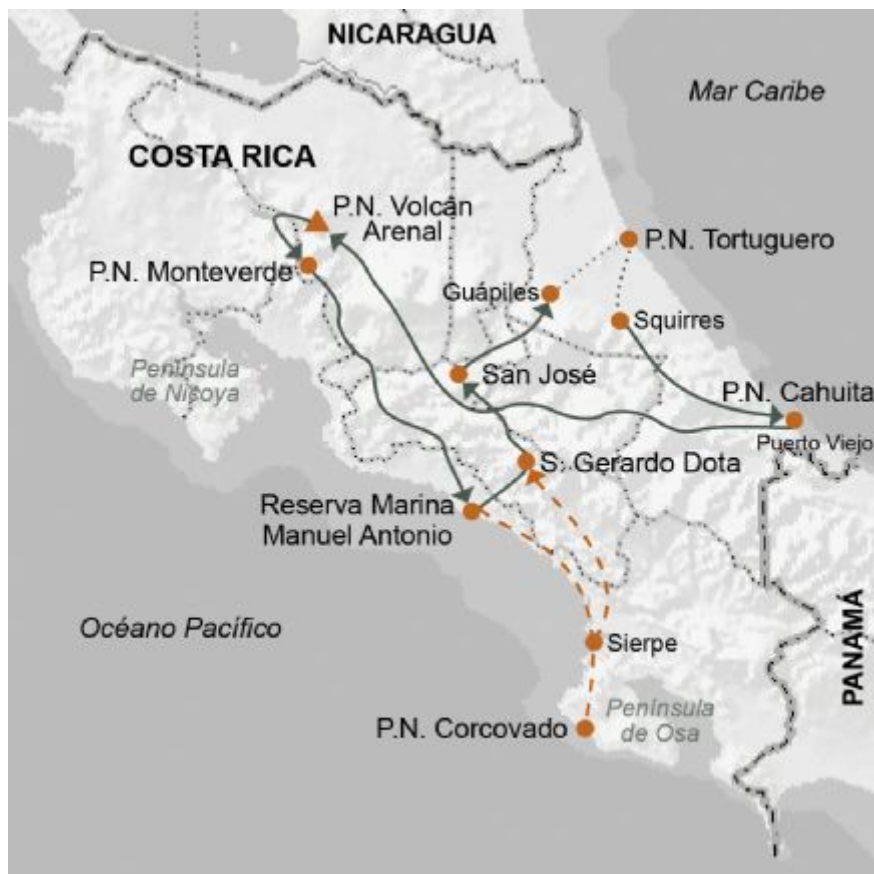 NICARAGUA
Mar Caribe
COSTA RICA
P.N. Volcán
Arenal
P.N. Tortuguero
P.N. Monteverde
Guápiles
Squirres
Península
de Nicoya
San José
P.N. Cahuita
Puerto Viejo
S. Gerardo Dota
Reserva Marina
Manuel Antonio
Océano Pacífico
Sierpe
PANAMÁ
Península
de Osa
P.N. Corcovado